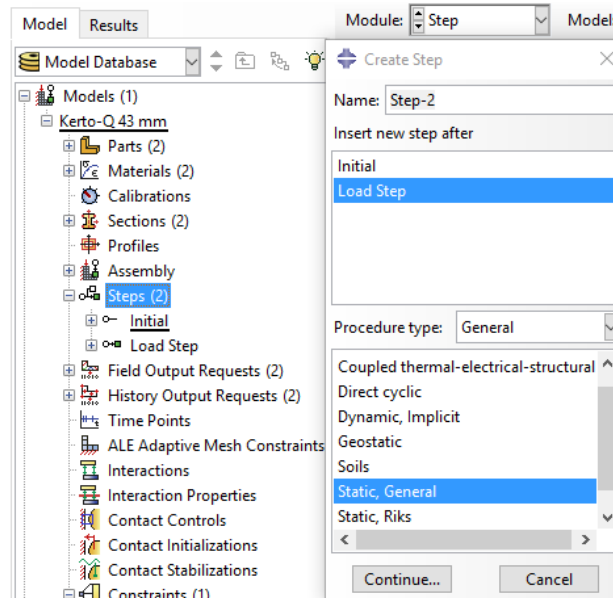 Model Results
Module: Step Model
Model Database
Models (1)
Kerto-Q 43 mm
Parts (2)
Materials (2)
Calibrations
Sections (2)
Profiles
Assembly
Steps (2)
Initial
Load Step
Field Output Requests (2)
History Output Requests (2)
Time Points
ALE Adaptive Mesh Constraints
Interactions
Interaction Properties
Contact Controls
Contact Initializations
Contact Stabilizations
Constraints (1)
Create Step
Name: Step-2
Insert new step after
Initial
Load Step
Procedure type: General
Coupled thermal-electrical-structural
Direct cyclic
Dynamic, Implicit
Geostatic
Soils
Static, General
Static, Riks
Continue... Cancel